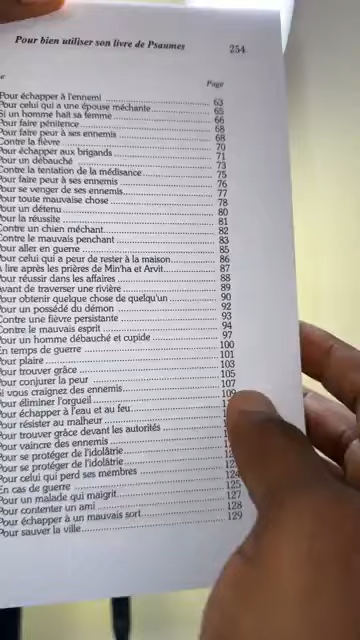 Pour bien utiliser son livre de Psaumes 254
Page
Pour échapper à l'ennemi 63
Pour celui qui a une épouse méchante 65
Si un homme hait sa femme 66
Pour faire pénitence 68
Pour faire peur à ses ennemis 68
Contre la fièvre 70
Pour échapper aux brigands 71
Pour un débauché 73
Contre la tentation de la médisance 75
Pour faire peur à ses ennemis 76
Pour se venger de ses ennemis 77
Pour toute mauvaise chose 78
Pour un détenu 80
Pour la réussite 81
Contre un chien méchant 82
Contre le mauvais penchant 83
Pour aller en guerre 85
Pour celui qui a peur de rester à la maison 86
A lire après les prières de Min'ha et Arvit 87
Pour réussir dans les affaires 88
Avant de traverser une rivière 89
Pour obtenir quelque chose de quelqu'un 90
Pour un possédé du démon 92
Contre une fièvre persistante 93
Contre le mauvais esprit 94
Pour un homme débauché et cupide 97
En temps de guerre 100
Pour plaire 101
Pour trouver grâce 103
Pour conjurer la peur 105
Si vous craignez des ennemis 107
Pour éliminer l'orgueil 109
Pour échapper à l'eau et au feu
Pour résister au malheur
Pour trouver grâce devant les autorités
Pour vaincre des ennemis
Pour se protéger de l'idolâtrie
Pour se protéger de l'idolâtrie
Pour celui qui perd ses membres 123
En cas de guerre 124
Pour un malade qui maigrit 125
Pour contenter un ami 127
Pour échapper à un mauvais sort 128
Pour sauver la ville 129